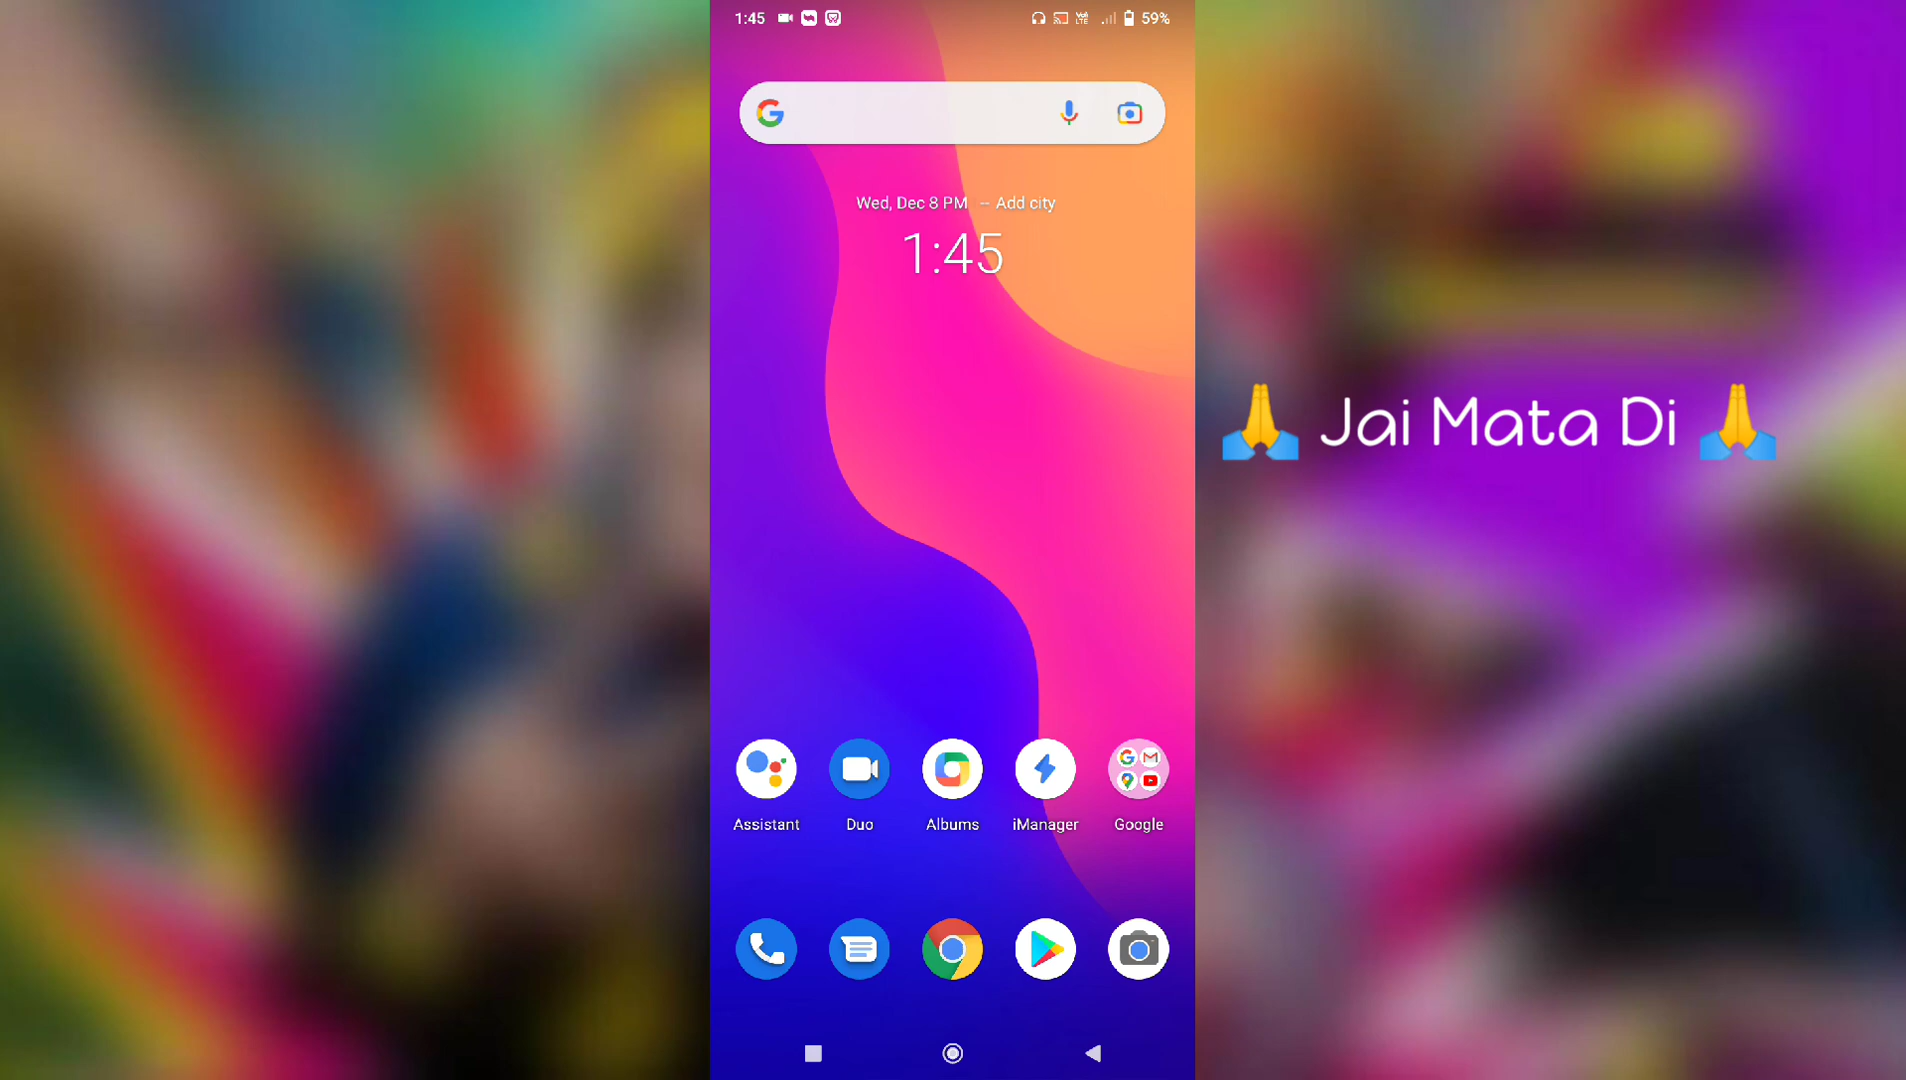 1:45 59%
Wed, Dec 8 PM -- Add city
1:45
🙏 Jai Mata Di 🙏
Assistant Duo Albums iManager Google